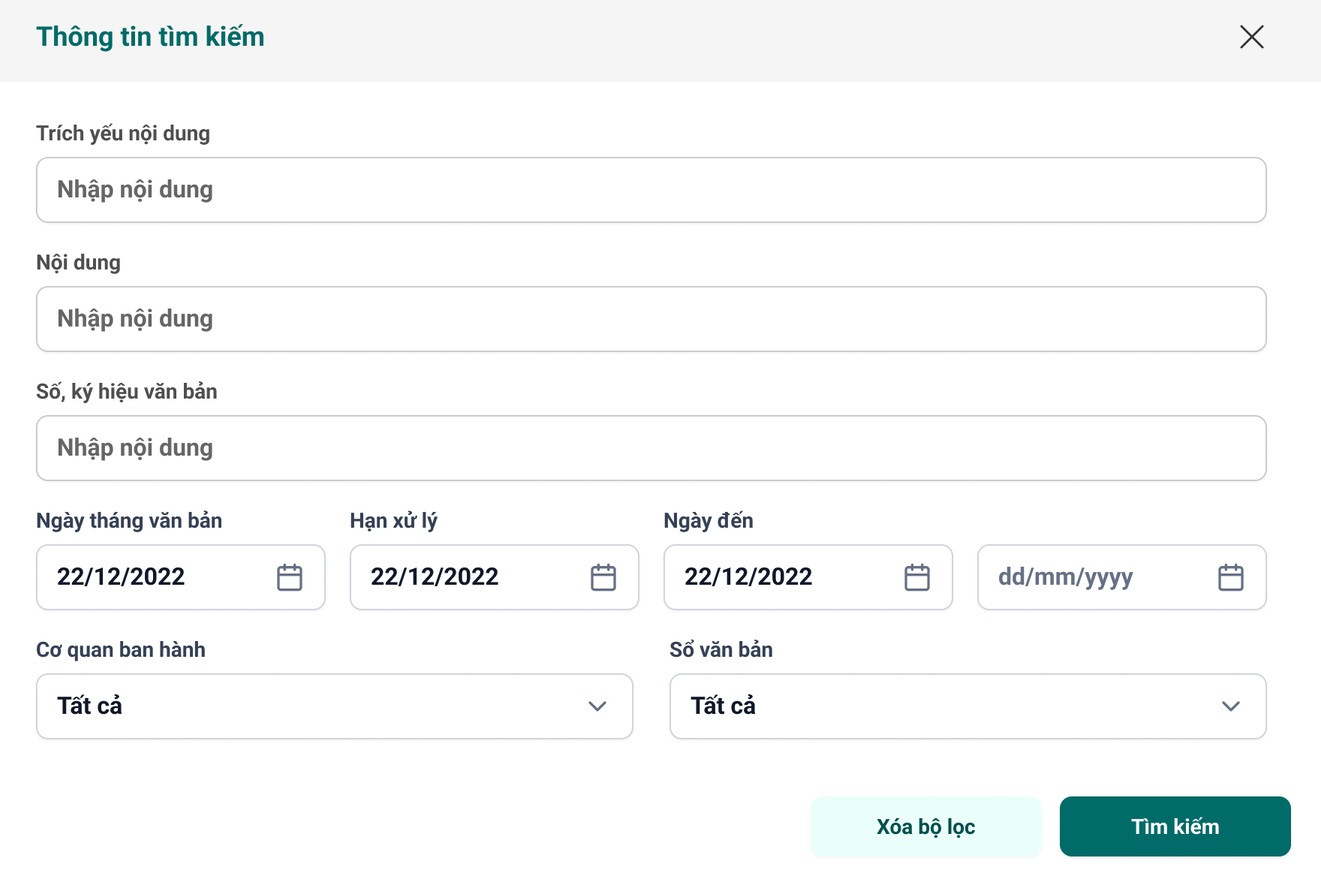 Thông tin tìm kiếm
Trích yếu nội dung
Nhập nội dung
Nội dung
Nhập nội dung
Số, ký hiệu văn bản
Nhập nội dung
Ngày tháng văn bản Hạn xử lý Ngày đến
22/12/2022 22/12/2022 22/12/2022 dd/mm/yyyy
Cơ quan ban hành Sổ văn bản
Tất cả Tất cả
Xóa bộ lọc Tìm kiếm